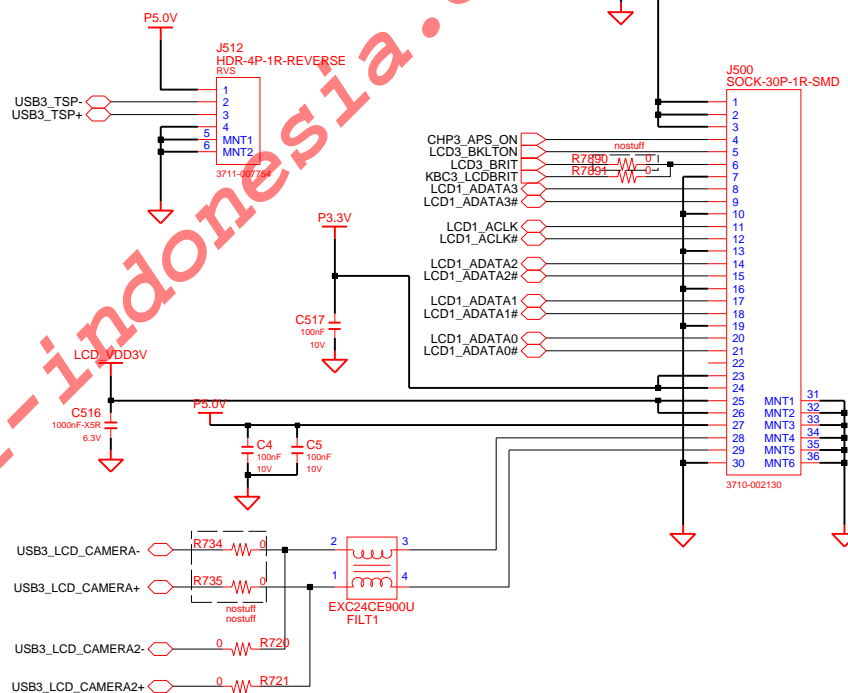 P5.0V
J512
HDR-4P-1R-REVERSE
RVS
1
USB3_TSP- 2
USB3_TSP+ 3
4
5 MNT1
6 MNT2
3711-007754
J500
SOCK-30P-1R-SMD
1
2
3
CHP3_APS_ON 4
nostuff
LCD3_BKLTON 5
LCD3_BRIT R7890 0 6
KBC3_LCDBRIT R7891 0 7
LCD1_ADATA3 8
LCD1_ADATA3# 9
10
LCD1_ACLK 11
LCD1_ACLK# 12
13
LCD1_ADATA2 14
LCD1_ADATA2# 15
16
LCD1_ADATA1 17
LCD1_ADATA1# 18
19
LCD1_ADATA0 20
LCD1_ADATA0# 21
22
23
24
25 MNT1 31
26 MNT2 32
27 MNT3 33
28 MNT4 34
29 MNT5 35
30 MNT6 36
3710-002130
P3.3V
C517
100nF
10V
LCD_VDD3V
C516
1000nF-X5R
6.3V
P5.0V
C4
100nF
10V
C5
100nF
10V
USB3_LCD_CAMERA- R734 0 2 3
USB3_LCD_CAMERA+ R735 0 1 4
nostuff
nostuff
EXC24CE900U
FILT1
USB3_LCD_CAMERA2- 0 R720
USB3_LCD_CAMERA2+ 0 R721
-indonesia.